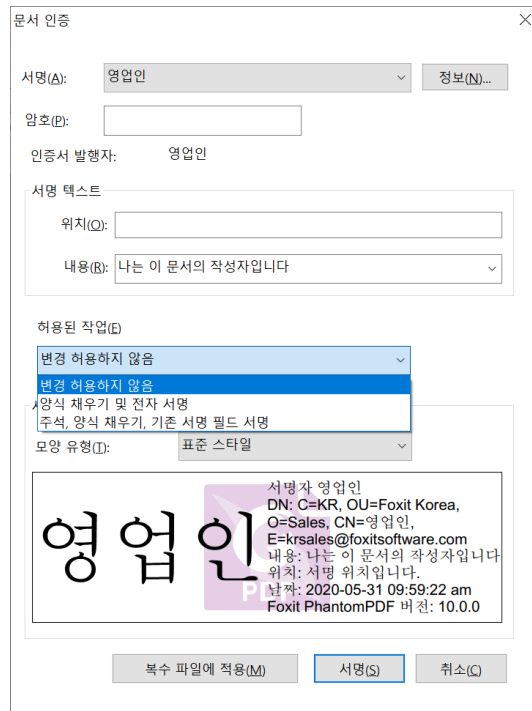 문서 인증
서명(A): 영업인 정보(N)...
암호(P):
인증서 발행자: 영업인
서명 텍스트
위치(O):
내용(R): 나는 이 문서의 작성자입니다
허용된 작업(E)
변경 허용하지 않음
변경 허용하지 않음
양식 채우기 및 전자 서명
주석, 양식 채우기, 기존 서명 필드 서명
모양 유형(T): 표준 스타일
영업인
PDF
서명자 영업인
DN: C=KR, OU=Foxit Korea,
O=Sales, CN=영업인,
E=krsales@foxitsoftware.com
내용: 나는 이 문서의 작성자입니다
위치: 서명 위치입니다.
날짜: 2020-05-31 09:59:22 am
Foxit PhantomPDF 버전: 10.0.0
복수 파일에 적용(M) 서명(S) 취소(C)